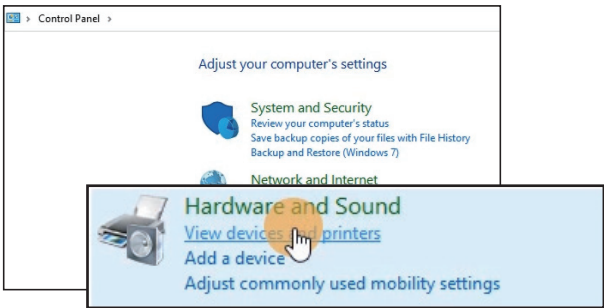 Control Panel
Adjust your computer's settings
System and Security
Review your computer's status
Save backup copies of your files with File History
Backup and Restore (Windows 7)
Network and Internet
Hardware and Sound
View devices and printers
Add a device
Adjust commonly used mobility settings